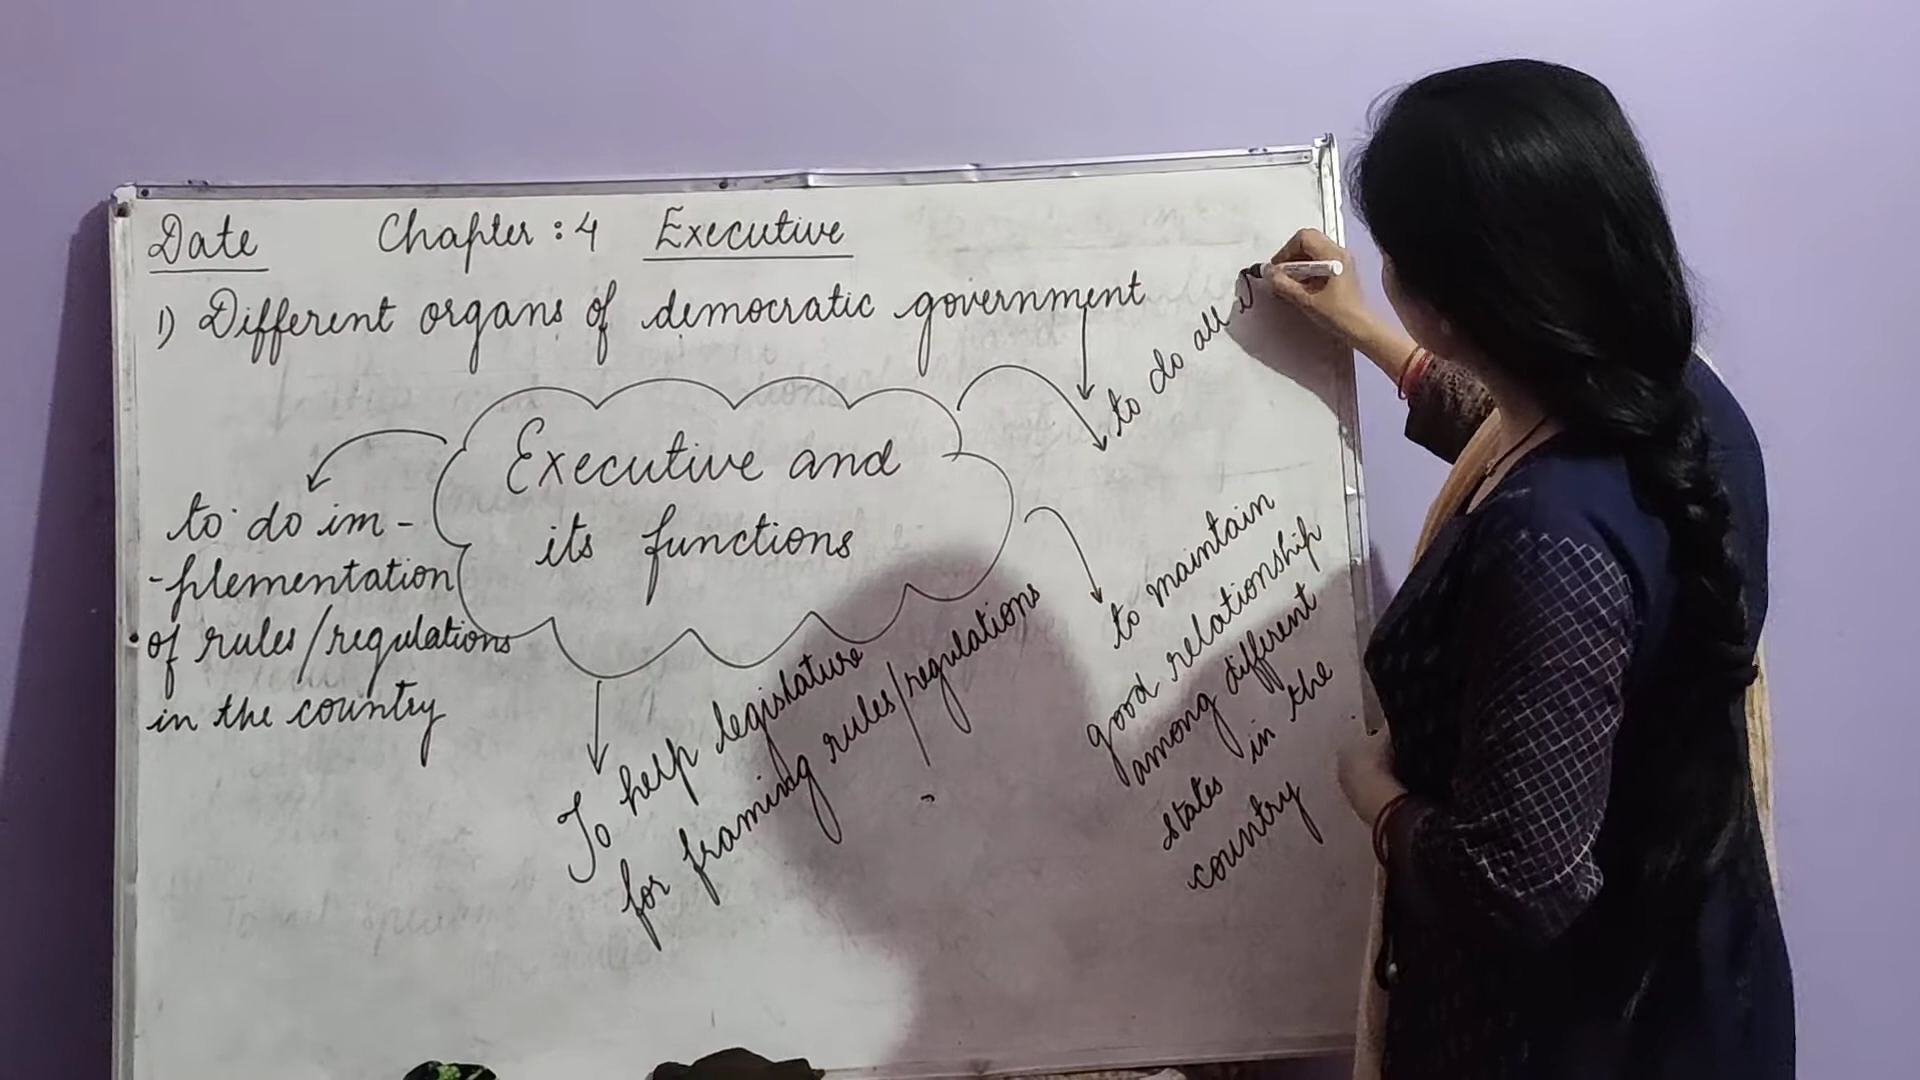 Date Chapter : 4 Executive
1) Different organs of democratic government
Executive and
its functions
to do im -
- plementation
of rules/regulations
in the country
To help legislature
for framing rules/regulations
to maintain
good relationship
among different
states in the
country
to do all